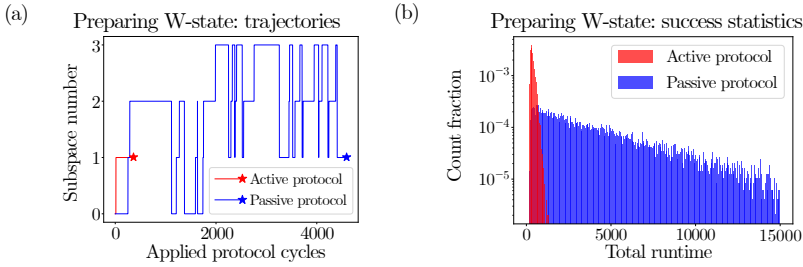 (a)
Preparing W-state: trajectories
3
2
1
0
Subspace number
0
2000
4000
Applied protocol cycles
Active protocol
Passive protocol
(b)
Preparing W-state: success statistics
10⁻³
10⁻⁴
10⁻⁵
Count fraction
0
5000
10000
15000
Total runtime
Active protocol
Passive protocol